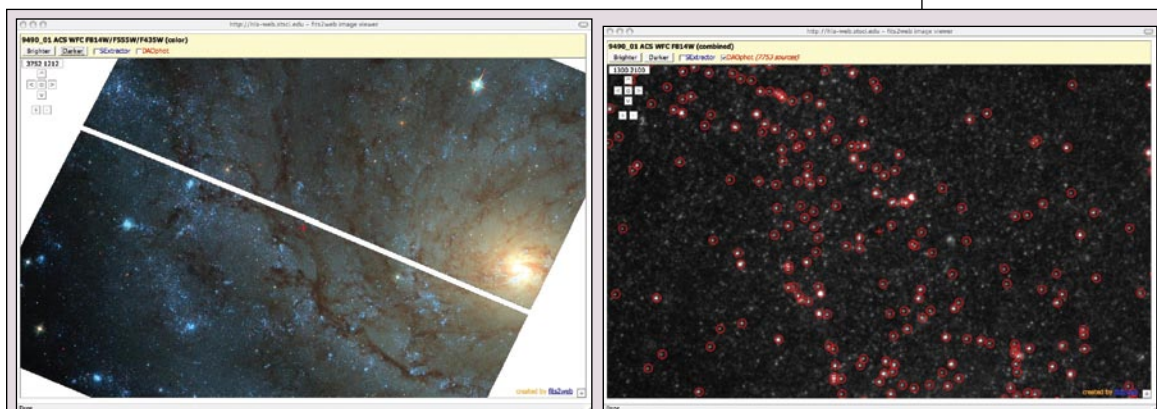 http://hla-web.stsci.edu - fits2web image viewer
9490_01 ACS WFC F814W/F555W/F435W (color)
Brighter Darker SExtractor DAOphot
3752 1212
created by fits2web
Done
http://hla-web.stsci.edu - fits2web image viewer
9490_01 ACS WFC F814W (combined)
Brighter Darker SExtractor DAOphot (7753 sources)
1300 2100
created by
Done